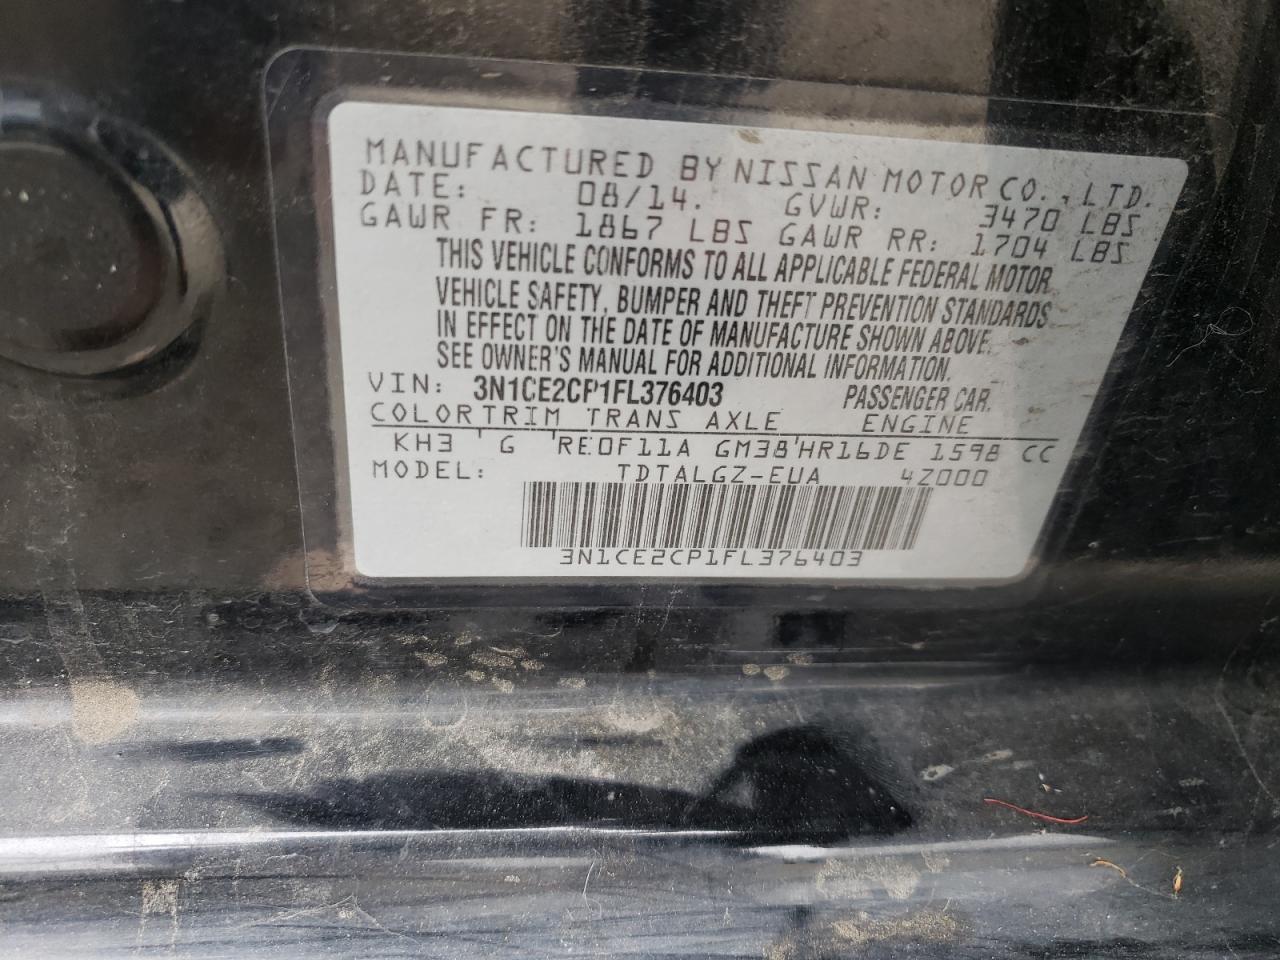 MANUFACTURED BY NISSAN MOTOR CO., LTD.
DATE: 08/14. GVWR: 3470 LBS
GAWR FR: 1867 LBS GAWR RR: 1704 LBS
THIS VEHICLE CONFORMS TO ALL APPLICABLE FEDERAL MOTOR
VEHICLE SAFETY, BUMPER AND THEFT PREVENTION STANDARDS
IN EFFECT ON THE DATE OF MANUFACTURE SHOWN ABOVE.
SEE OWNER'S MANUAL FOR ADDITIONAL INFORMATION.
VIN: 3N1CE2CP1FL376403 PASSENGER CAR.
COLOR TRIM TRANS AXLE ENGINE
KH3 ' G 'RE0F11A GM38'HR16DE 1598 CC
MODEL: TDTALGZ-EUA 4Z000
3N1CE2CP1FL376403